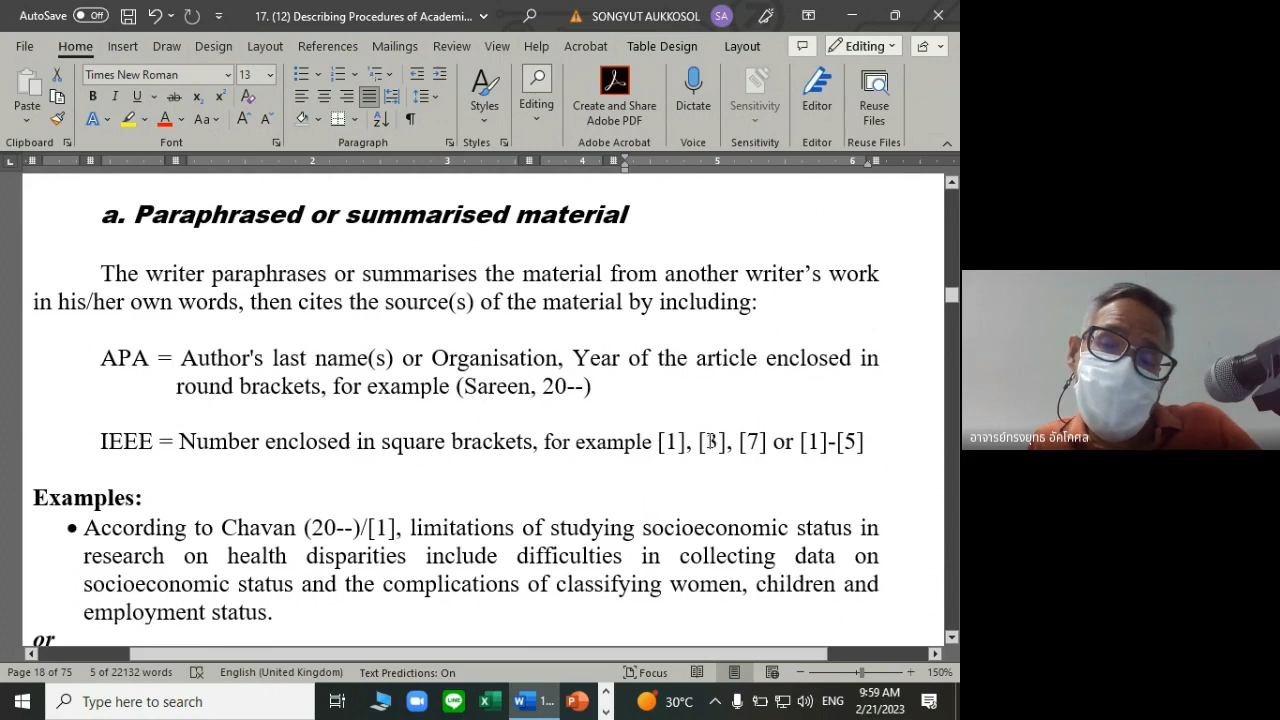 AutoSave Off 17. (12) Describing Procedures of Academi... SONGYUT AUKKOSOL SA
File Home Insert Draw Design Layout References Mailings Review View Help Acrobat Table Design Layout Editing
Times New Roman 13
Paste Styles Editing Create and Share Adobe PDF Dictate Sensitivity Editor Reuse Files
Clipboard Font Paragraph Styles Adobe Acrobat Voice Sensitivity Editor Reuse Files
2 3 4 5 6
a. Paraphrased or summarised material
The writer paraphrases or summarises the material from another writer's work
in his/her own words, then cites the source(s) of the material by including:
APA = Author's last name(s) or Organisation, Year of the article enclosed in
round brackets, for example (Sareen, 20--)
IEEE = Number enclosed in square brackets, for example [1], [3], [7] or [1]-[5]
Examples:
• According to Chavan (20--)/[1], limitations of studying socioeconomic status in
research on health disparities include difficulties in collecting data on
socioeconomic status and the complications of classifying women, children and
employment status.
or
อาจารย์ทรงยุทธ อัคโกศล
Page 18 of 75 5 of 22132 words English (United Kingdom) Text Predictions: On Focus 150%
Type here to search 1... 30°C ENG 9:59 AM
2/21/2023